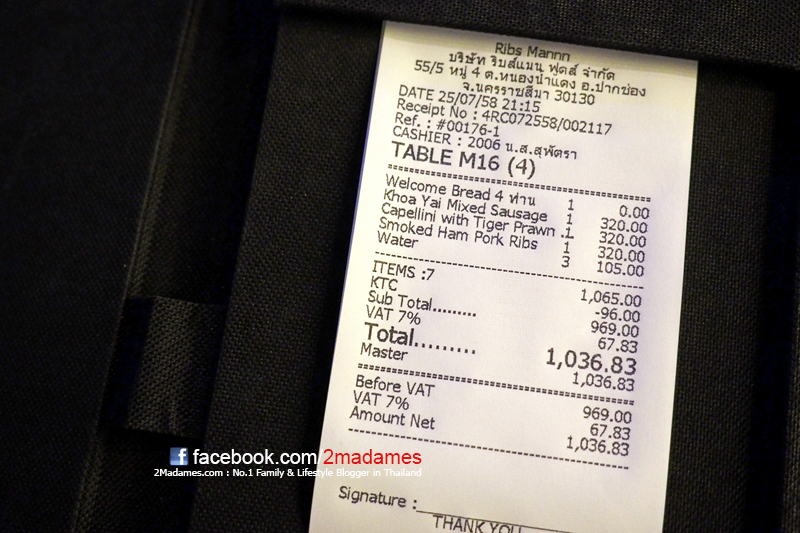 Ribs Mannn
บริษัท ริบส์แมน ฟูดส์ จำกัด
55/5 หมู่ 4 ต.หนองน้ำแดง อ.ปากช่อง
จ.นครราชสีมา 30130
DATE 25/07/58 21:15
Receipt No : 4RC072558/002117
Ref. : #00176-1
CASHIER : 2006 น.ส.สุพัตรา
TABLE M16 (4)
Welcome Bread 4 ท่าน 1 0.00
Khoa Yai Mixed Sausage 1 320.00
Capellini with Tiger Prawn . 1 320.00
Smoked Ham Pork Ribs 1 320.00
Water 3 105.00
ITEMS :7 1,065.00
KTC -96.00
Sub Total......... 969.00
VAT 7% 67.83
Total......... 1,036.83
Master 1,036.83
Before VAT 969.00
VAT 7% 67.83
Amount Net 1,036.83
Signature :
THANK YOU
facebook.com/2madames
2Madames.com : No.1 Family & Lifestyle Blogger in Thailand